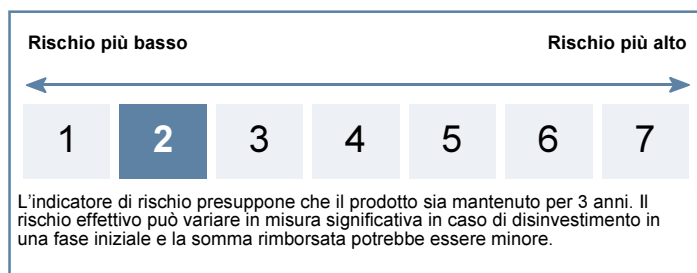 Rischio più basso Rischio più alto
1 2 3 4 5 6 7
L'indicatore di rischio presuppone che il prodotto sia mantenuto per 3 anni. Il
rischio effettivo può variare in misura significativa in caso di disinvestimento in
una fase iniziale e la somma rimborsata potrebbe essere minore.